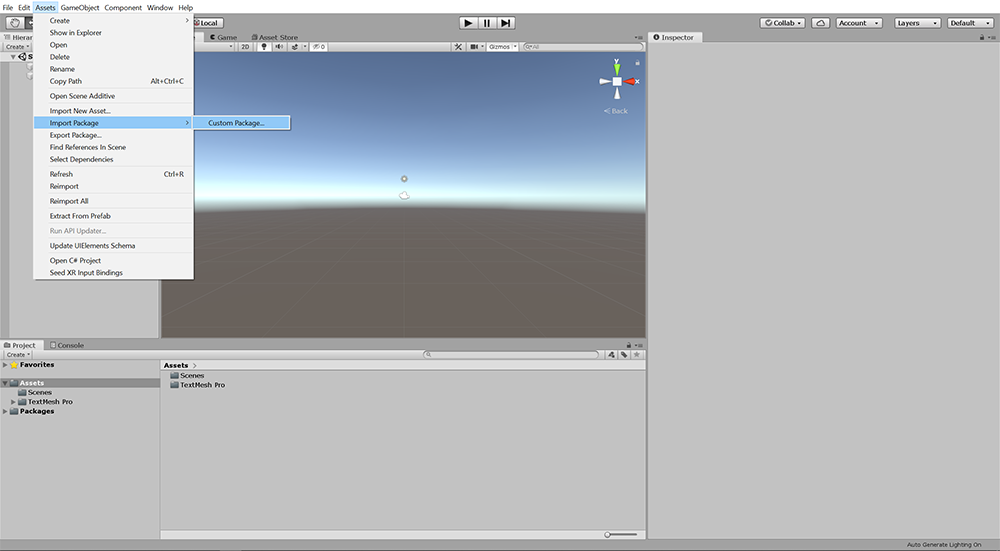 File Edit Assets GameObject Component Window Help
Local
Collab
Account
Layers
Default
Create
Show in Explorer
Open
Delete
Rename
Copy Path Alt+Ctrl+C
Open Scene Additive
Import New Asset...
Import Package
Custom Package...
Export Package...
Find References In Scene
Select Dependencies
Refresh Ctrl+R
Reimport
Reimport All
Extract From Prefab
Run API Updater...
Update UIElements Schema
Open C# Project
Seed XR Input Bindings
Hierar
Create
Game
Asset Store
2D
0
Gizmos
All
y
x
Back
Inspector
Project
Console
Create
Favorites
Assets
Scenes
TextMesh Pro
Packages
Assets
Scenes
TextMesh Pro
Auto Generate Lighting On